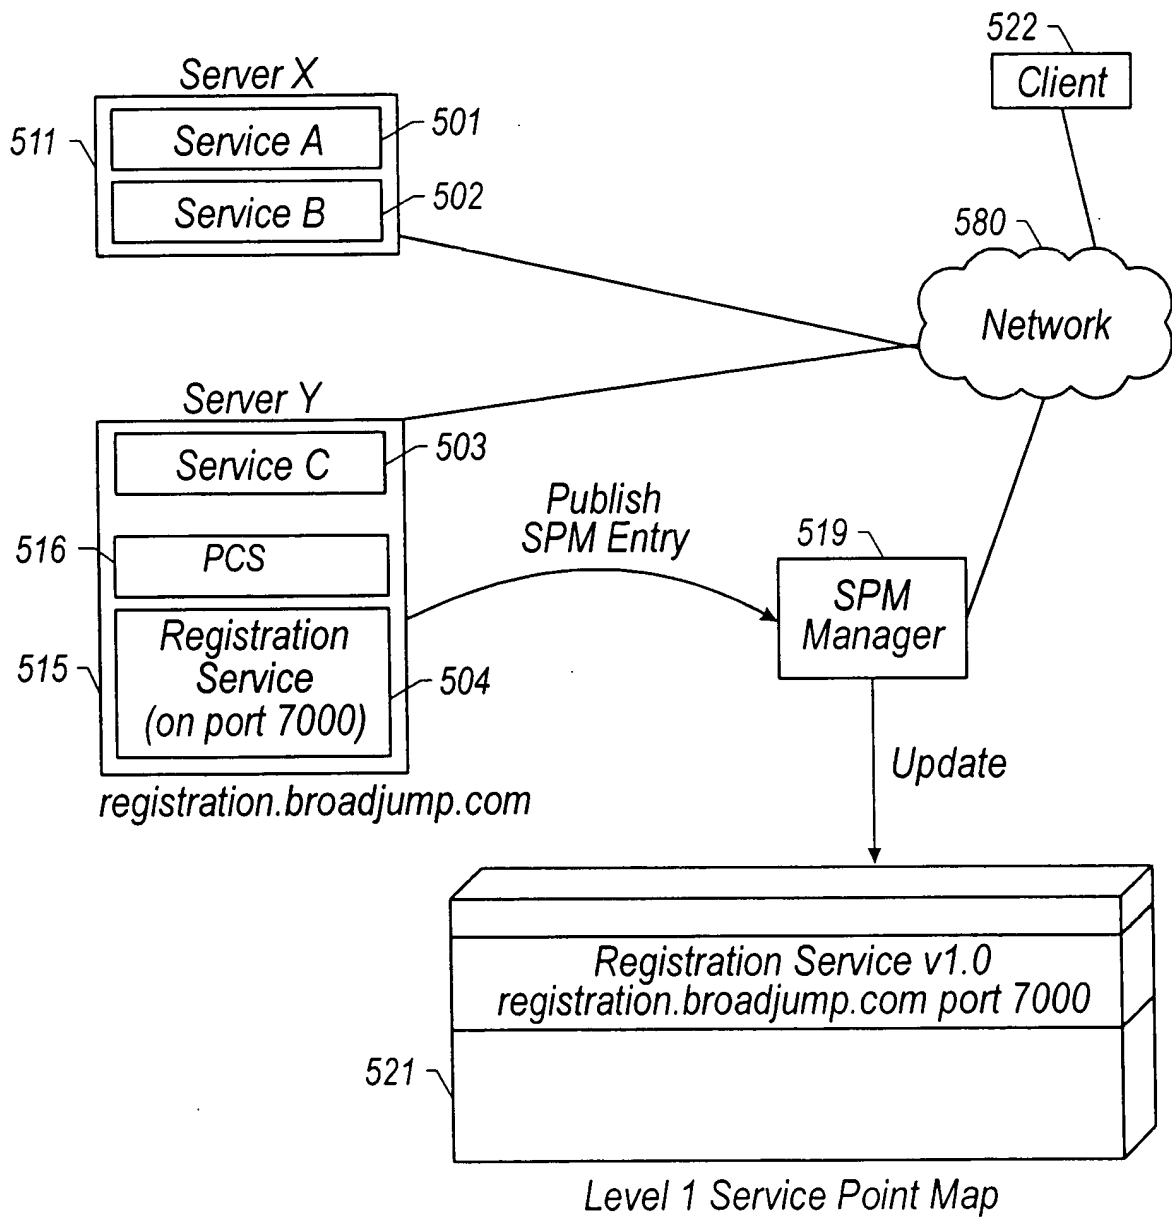 522
Client
Server X
511
Service A
501
Service B
502
580
Network
Server Y
Service C
503
516
PCS
Registration
Service
(on port 7000)
515
504
registration.broadjump.com
Publish
SPM Entry
519
SPM
Manager
Update
Registration Service v1.0
registration.broadjump.com port 7000
521
Level 1 Service Point Map